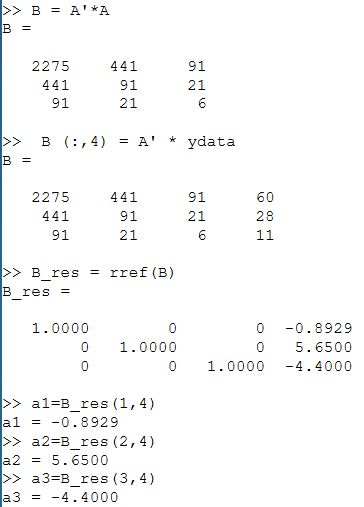 >> B = A'*A
B =
2275 441 91
441 91 21
91 21 6
>> B (:,4) = A' * ydata
B =
2275 441 91 60
441 91 21 28
91 21 6 11
>> B_res = rref(B)
B_res =
1.0000 0 0 -0.8929
0 1.0000 0 5.6500
0 0 1.0000 -4.4000
>> a1=B_res(1,4)
a1 = -0.8929
>> a2=B_res(2,4)
a2 = 5.6500
>> a3=B_res(3,4)
a3 = -4.4000